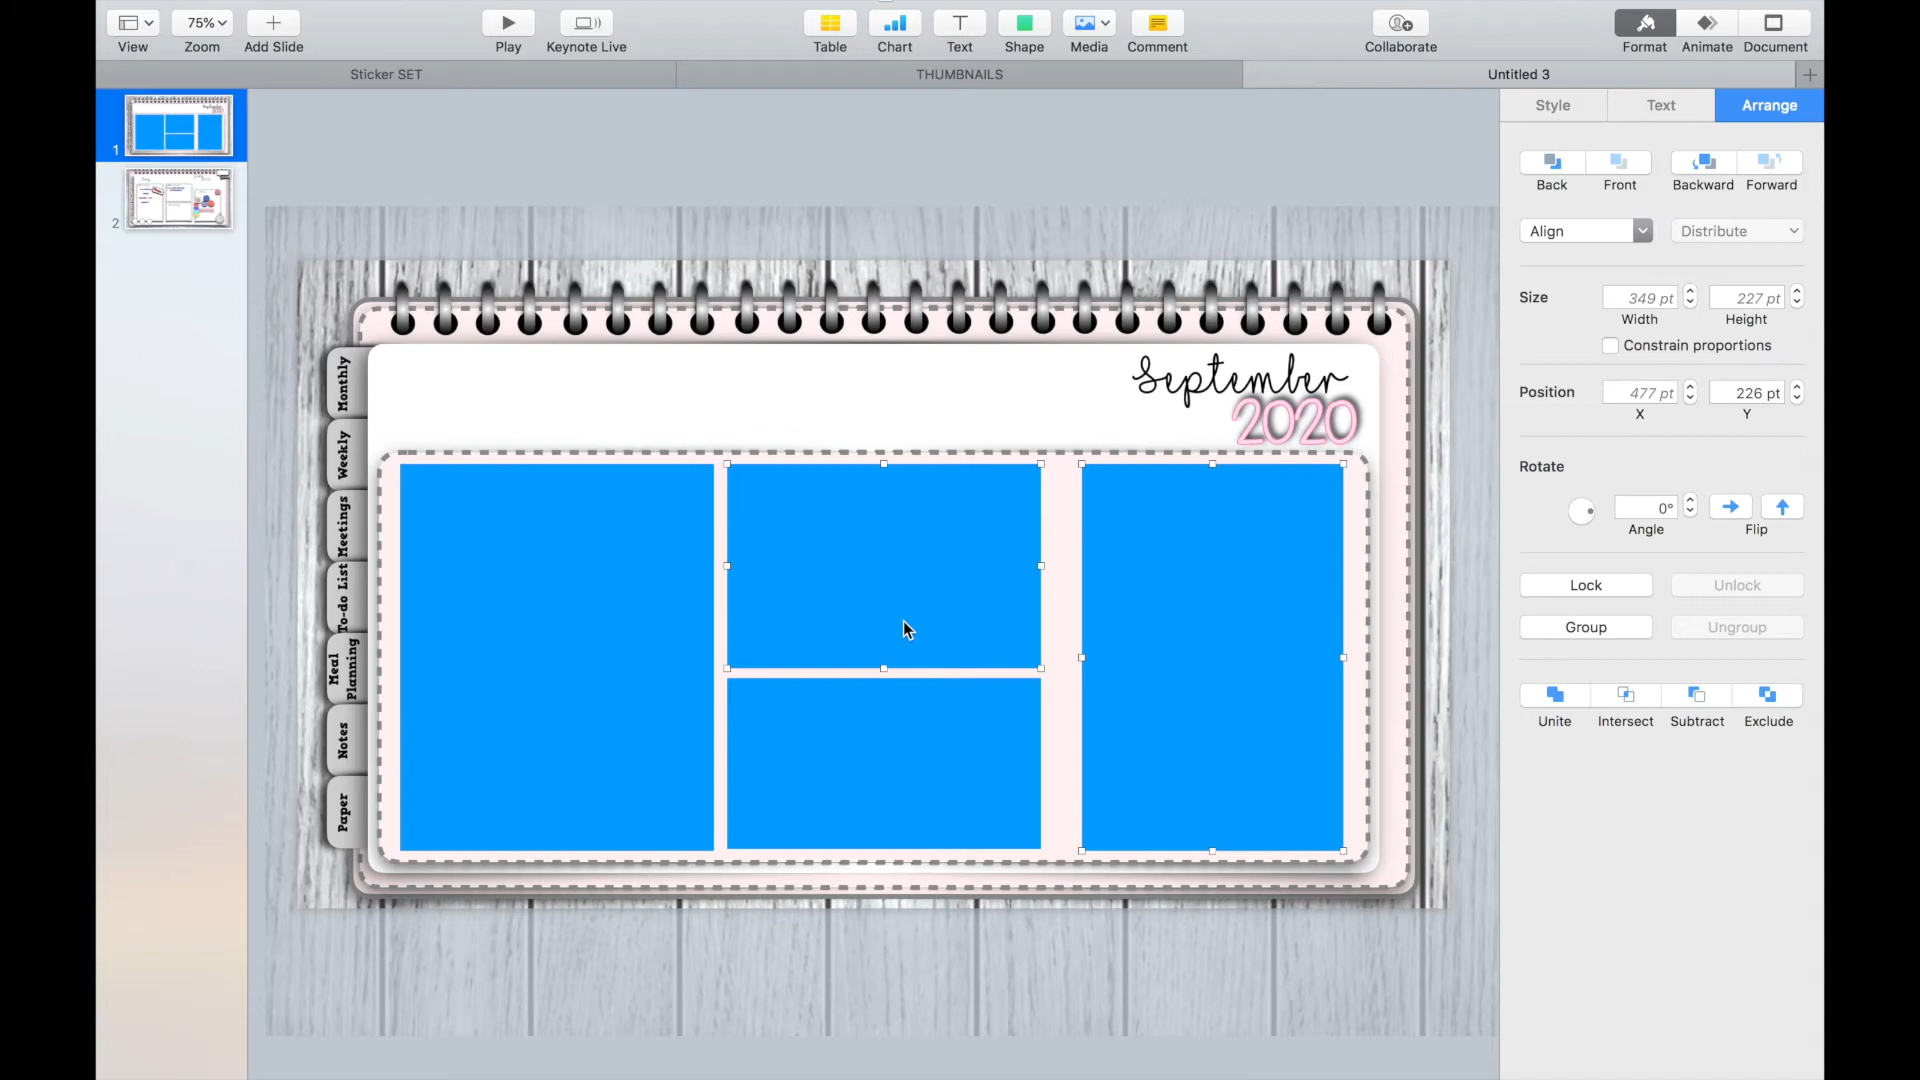 75%
View
Zoom
Add Slide
Play
Keynote Live
Table
Chart
Text
Shape
Media
Comment
Collaborate
Format
Animate
Document
Sticker SET
THUMBNAILS
Untitled 3
1
2
Style
Text
Arrange
Back
Front
Backward
Forward
Align
Distribute
Size
349 pt
227 pt
Width
Height
Constrain proportions
Position
477 pt
226 pt
X
Y
Rotate
0°
Angle
Flip
Lock
Unlock
Group
Ungroup
Unite
Intersect
Subtract
Exclude
September
2020
Monthly
Weekly
Meetings
To-do List
Meal
Planning
Notes
Paper